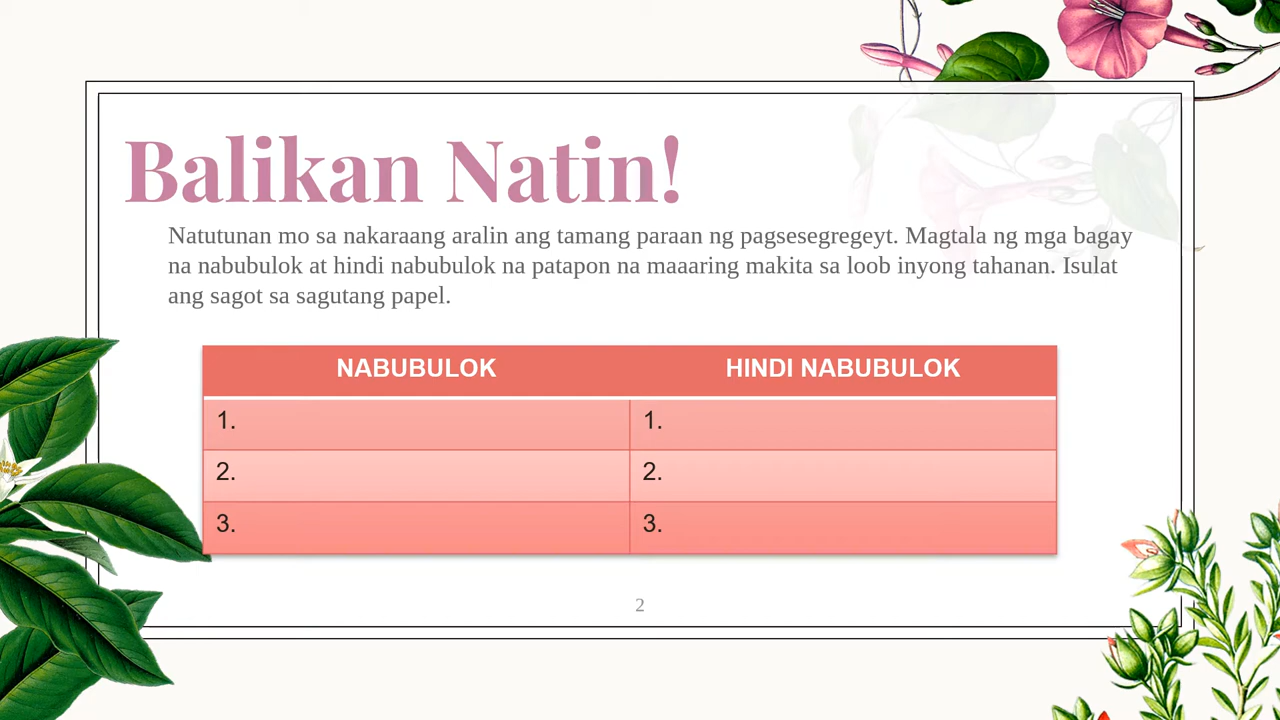 Balikan Natin!
Natutunan mo sa nakaraang aralin ang tamang paraan ng pagsesegregeyt. Magtala ng mga bagay
na nabubulok at hindi nabubulok na patapon na maaaring makita sa loob inyong tahanan. Isulat
ang sagot sa sagutang papel.
NABUBULOK HINDI NABUBULOK
1. 1.
2. 2.
3. 3.
2